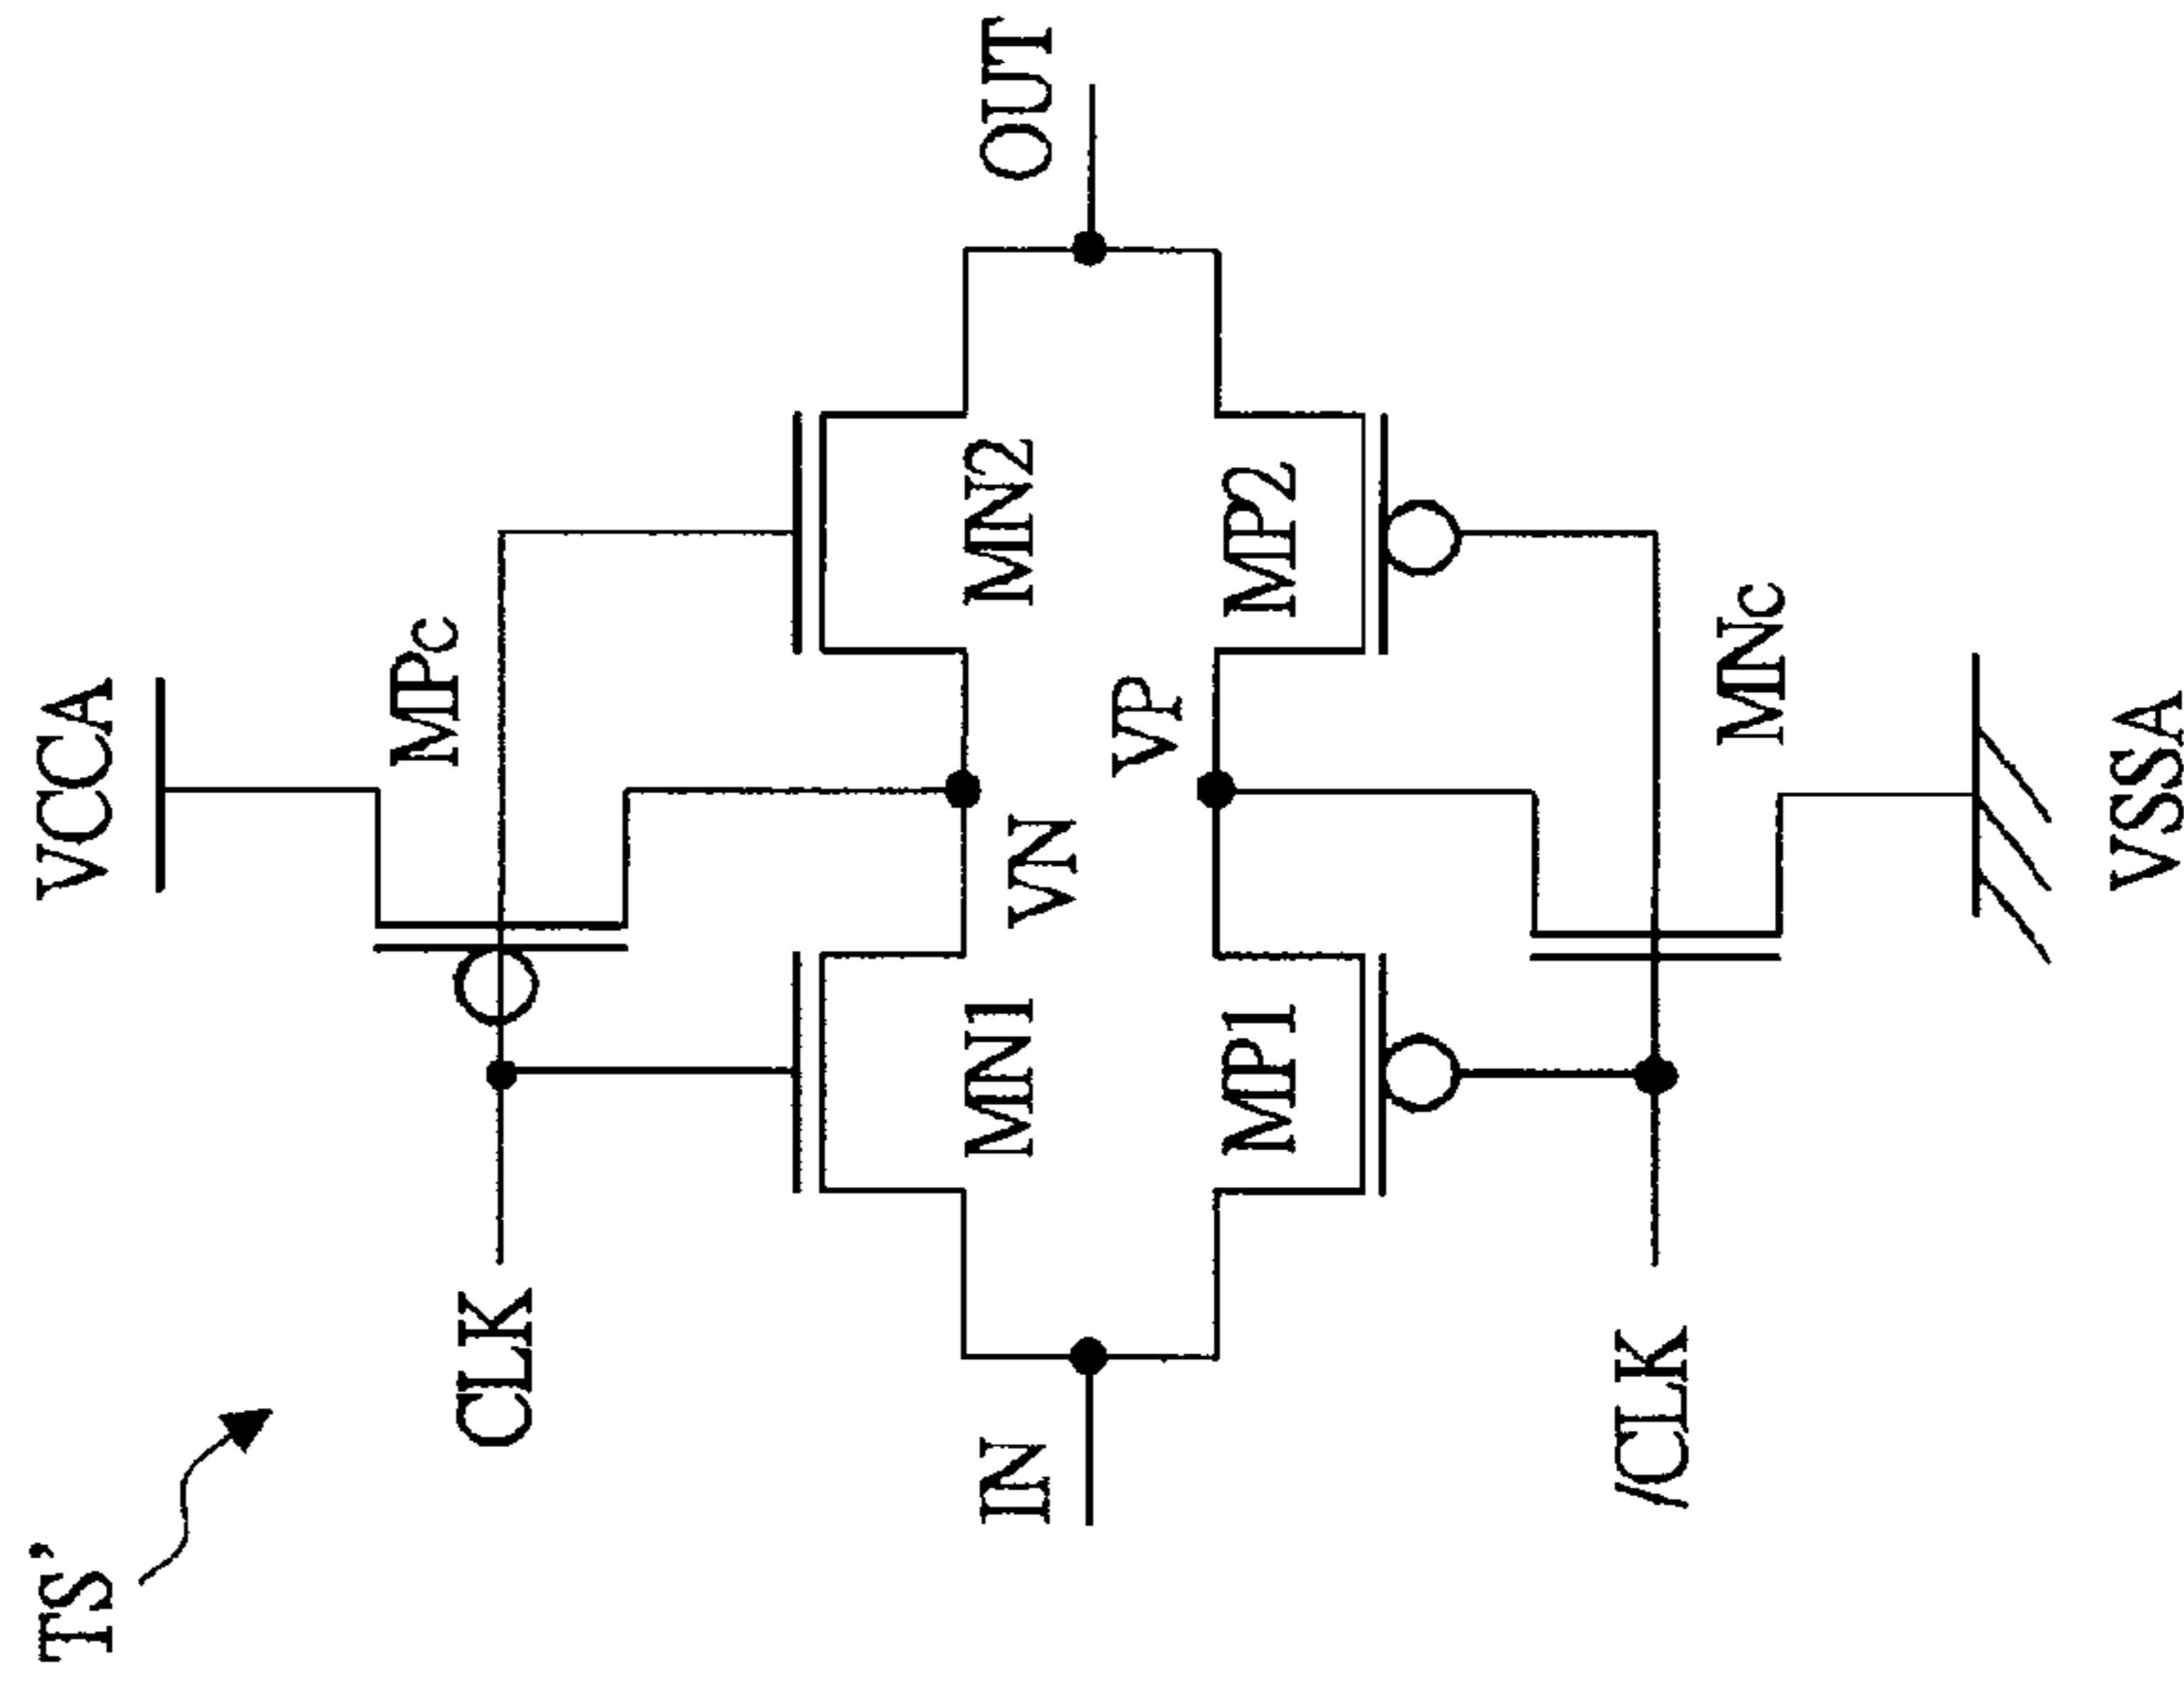 TS’
VCCA
MPc
CLK
MN1
MN2
VN
IN
OUT
VP
MP1
MP2
/CLK
MNc
VSSA